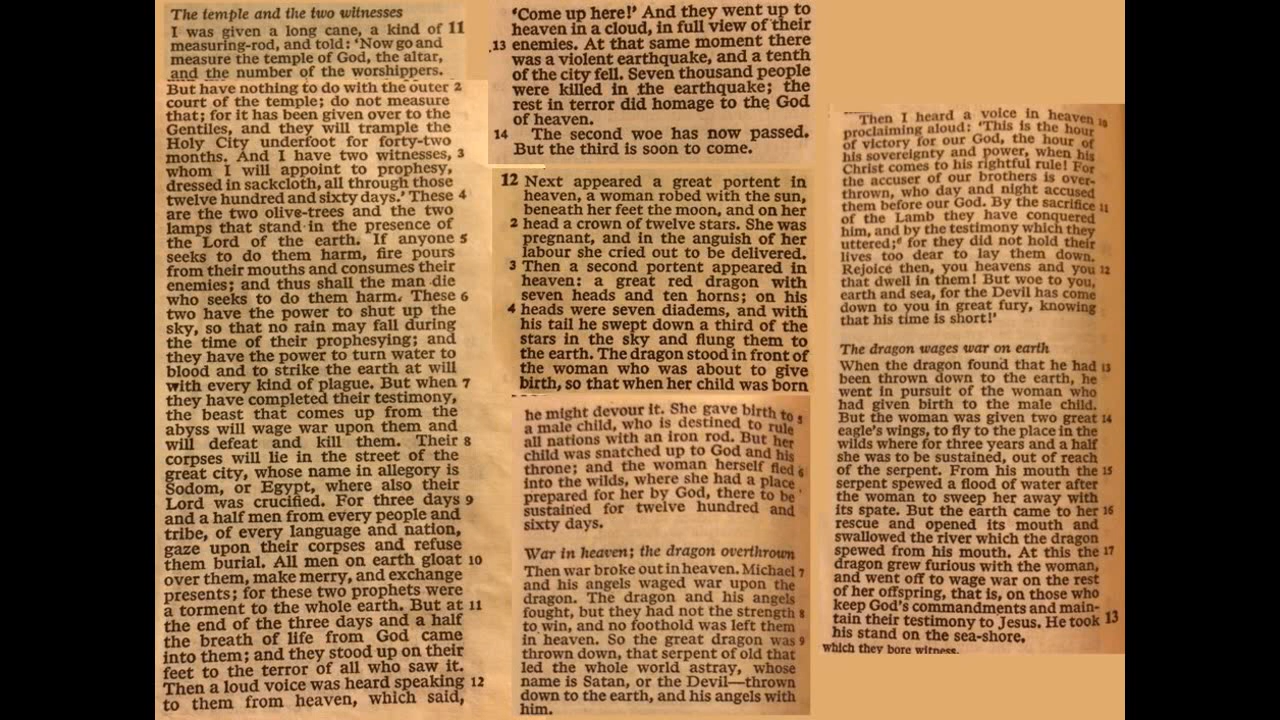 The temple and the two witnesses
I was given a long cane, a kind of 11
measuring-rod, and told: 'Now go and
measure the temple of God, the altar,
and the number of the worshippers.
But have nothing to do with the outer 2
court of the temple; do not measure
that; for it has been given over to the
Gentiles, and they will trample the
Holy City underfoot for forty-two
months. And I have two witnesses, 3
whom I will appoint to prophesy,
dressed in sackcloth, all through those
twelve hundred and sixty days.' These 4
are the two olive-trees and the two
lamps that stand in the presence of
the Lord of the earth. If anyone 5
seeks to do them harm, fire pours
from their mouths and consumes their
enemies; and thus shall the man die
who seeks to do them harm. These 6
two have the power to shut up the
sky, so that no rain may fall during
the time of their prophesying; and
they have the power to turn water to
blood and to strike the earth at will
with every kind of plague. But when 7
they have completed their testimony,
the beast that comes up from the
abyss will wage war upon them and
will defeat and kill them. Their 8
corpses will lie in the street of the
great city, whose name in allegory is
Sodom, or Egypt, where also their
Lord was crucified. For three days 9
and a half men from every people and
tribe, of every language and nation,
gaze upon their corpses and refuse
them burial. All men on earth gloat 10
over them, make merry, and exchange
presents; for these two prophets were
a torment to the whole earth. But at 11
the end of the three days and a half
the breath of life from God came
into them; and they stood up on their
feet to the terror of all who saw it.
Then a loud voice was heard speaking 12
to them from heaven, which said,
'Come up here!' And they went up to
heaven in a cloud, in full view of their
13 enemies. At that same moment there
was a violent earthquake, and a tenth
of the city fell. Seven thousand people
were killed in the earthquake; the
rest in terror did homage to the God
of heaven.
14 The second woe has now passed.
But the third is soon to come.
12 Next appeared a great portent in
heaven, a woman robed with the sun,
beneath her feet the moon, and on her
2 head a crown of twelve stars. She was
pregnant, and in the anguish of her
labour she cried out to be delivered.
3 Then a second portent appeared in
heaven: a great red dragon with
seven heads and ten horns; on his
4 heads were seven diadems, and with
his tail he swept down a third of the
stars in the sky and flung them to
the earth. The dragon stood in front of
the woman who was about to give
birth, so that when her child was born
he might devour it. She gave birth to 5
a male child, who is destined to rule
all nations with an iron rod. But her
child was snatched up to God and his
throne; and the woman herself fled 6
into the wilds, where she had a place
prepared for her by God, there to be
sustained for twelve hundred and
sixty days.
War in heaven; the dragon overthrown
Then war broke out in heaven. Michael 7
and his angels waged war upon the
dragon. The dragon and his angels
fought, but they had not the strength 8
to win, and no foothold was left them
in heaven. So the great dragon was 9
thrown down, that serpent of old that
led the whole world astray, whose
name is Satan, or the Devil—thrown
down to the earth, and his angels with
him.
Then I heard a voice in heaven 10
proclaiming aloud: 'This is the hour
of victory for our God, the hour of
his sovereignty and power, when his
Christ comes to his rightful rule! For
the accuser of our brothers is over-
thrown, who day and night accused
them before our God. By the sacrifice 11
of the Lamb they have conquered
him, and by the testimony which they
uttered;e for they did not hold their
lives too dear to lay them down.
Rejoice then, you heavens and you 12
that dwell in them! But woe to you,
earth and sea, for the Devil has come
down to you in great fury, knowing
that his time is short!'
The dragon wages war on earth
When the dragon found that he had 13
been thrown down to the earth, he
went in pursuit of the woman who
had given birth to the male child.
But the woman was given two great 14
eagle's wings, to fly to the place in the
wilds where for three years and a half
she was to be sustained, out of reach
of the serpent. From his mouth the 15
serpent spewed a flood of water after
the woman to sweep her away with
its spate. But the earth came to her 16
rescue and opened its mouth and
swallowed the river which the dragon
spewed from his mouth. At this the 17
dragon grew furious with the woman,
and went off to wage war on the rest
of her offspring, that is, on those who
keep God's commandments and main-
tain their testimony to Jesus. He took 13
his stand on the sea-shore,
which they bore witness.